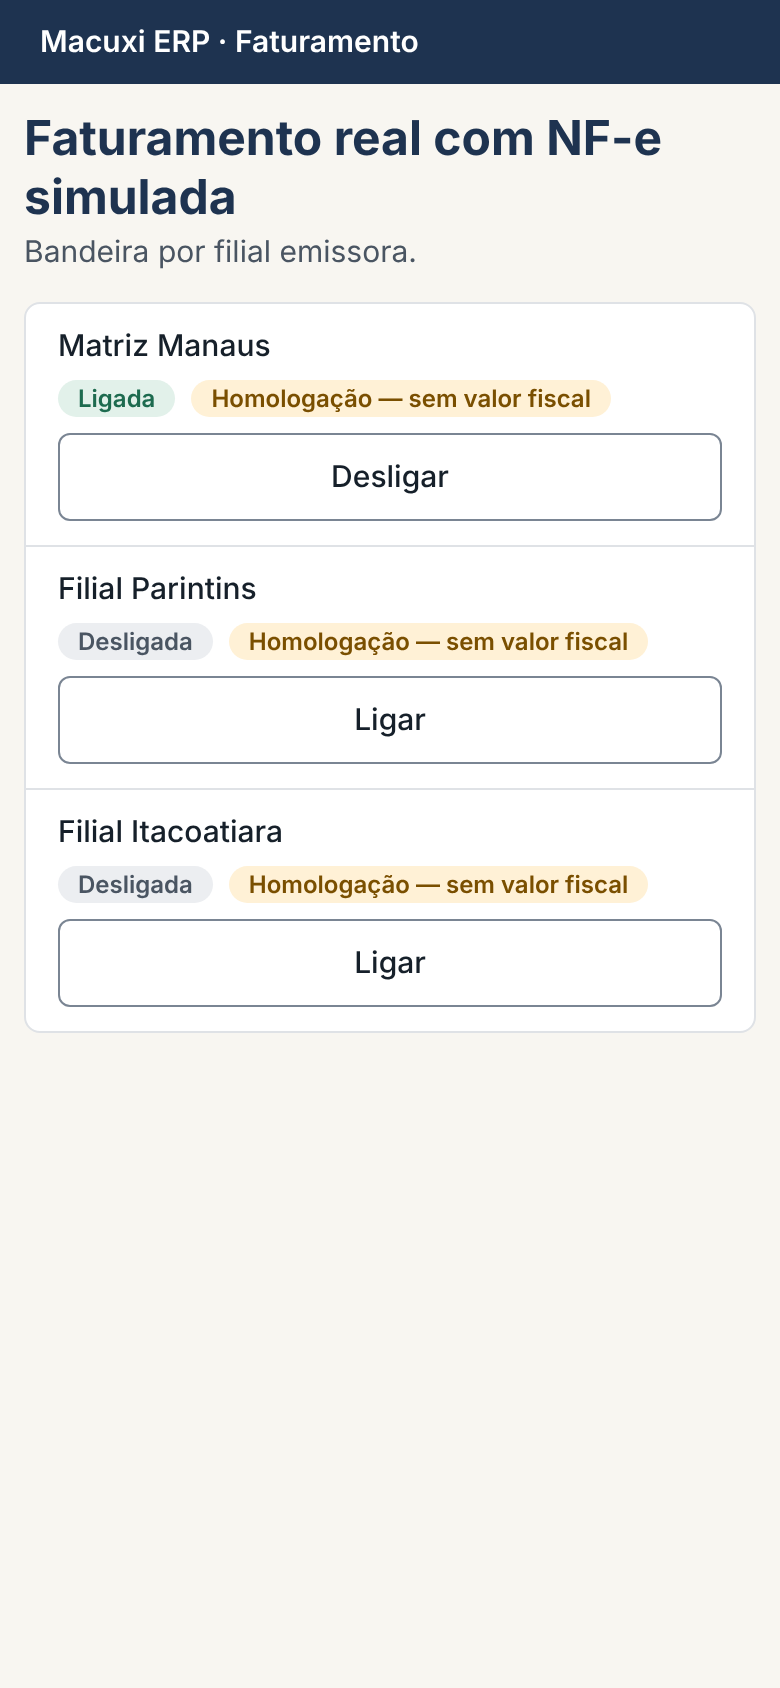 Macuxi ERP · Faturamento
Faturamento real com NF-e
simulada
Bandeira por filial emissora.
Matriz Manaus
Ligada
Homologação — sem valor fiscal
Desligar
Filial Parintins
Desligada
Homologação — sem valor fiscal
Ligar
Filial Itacoatiara
Desligada
Homologação — sem valor fiscal
Ligar